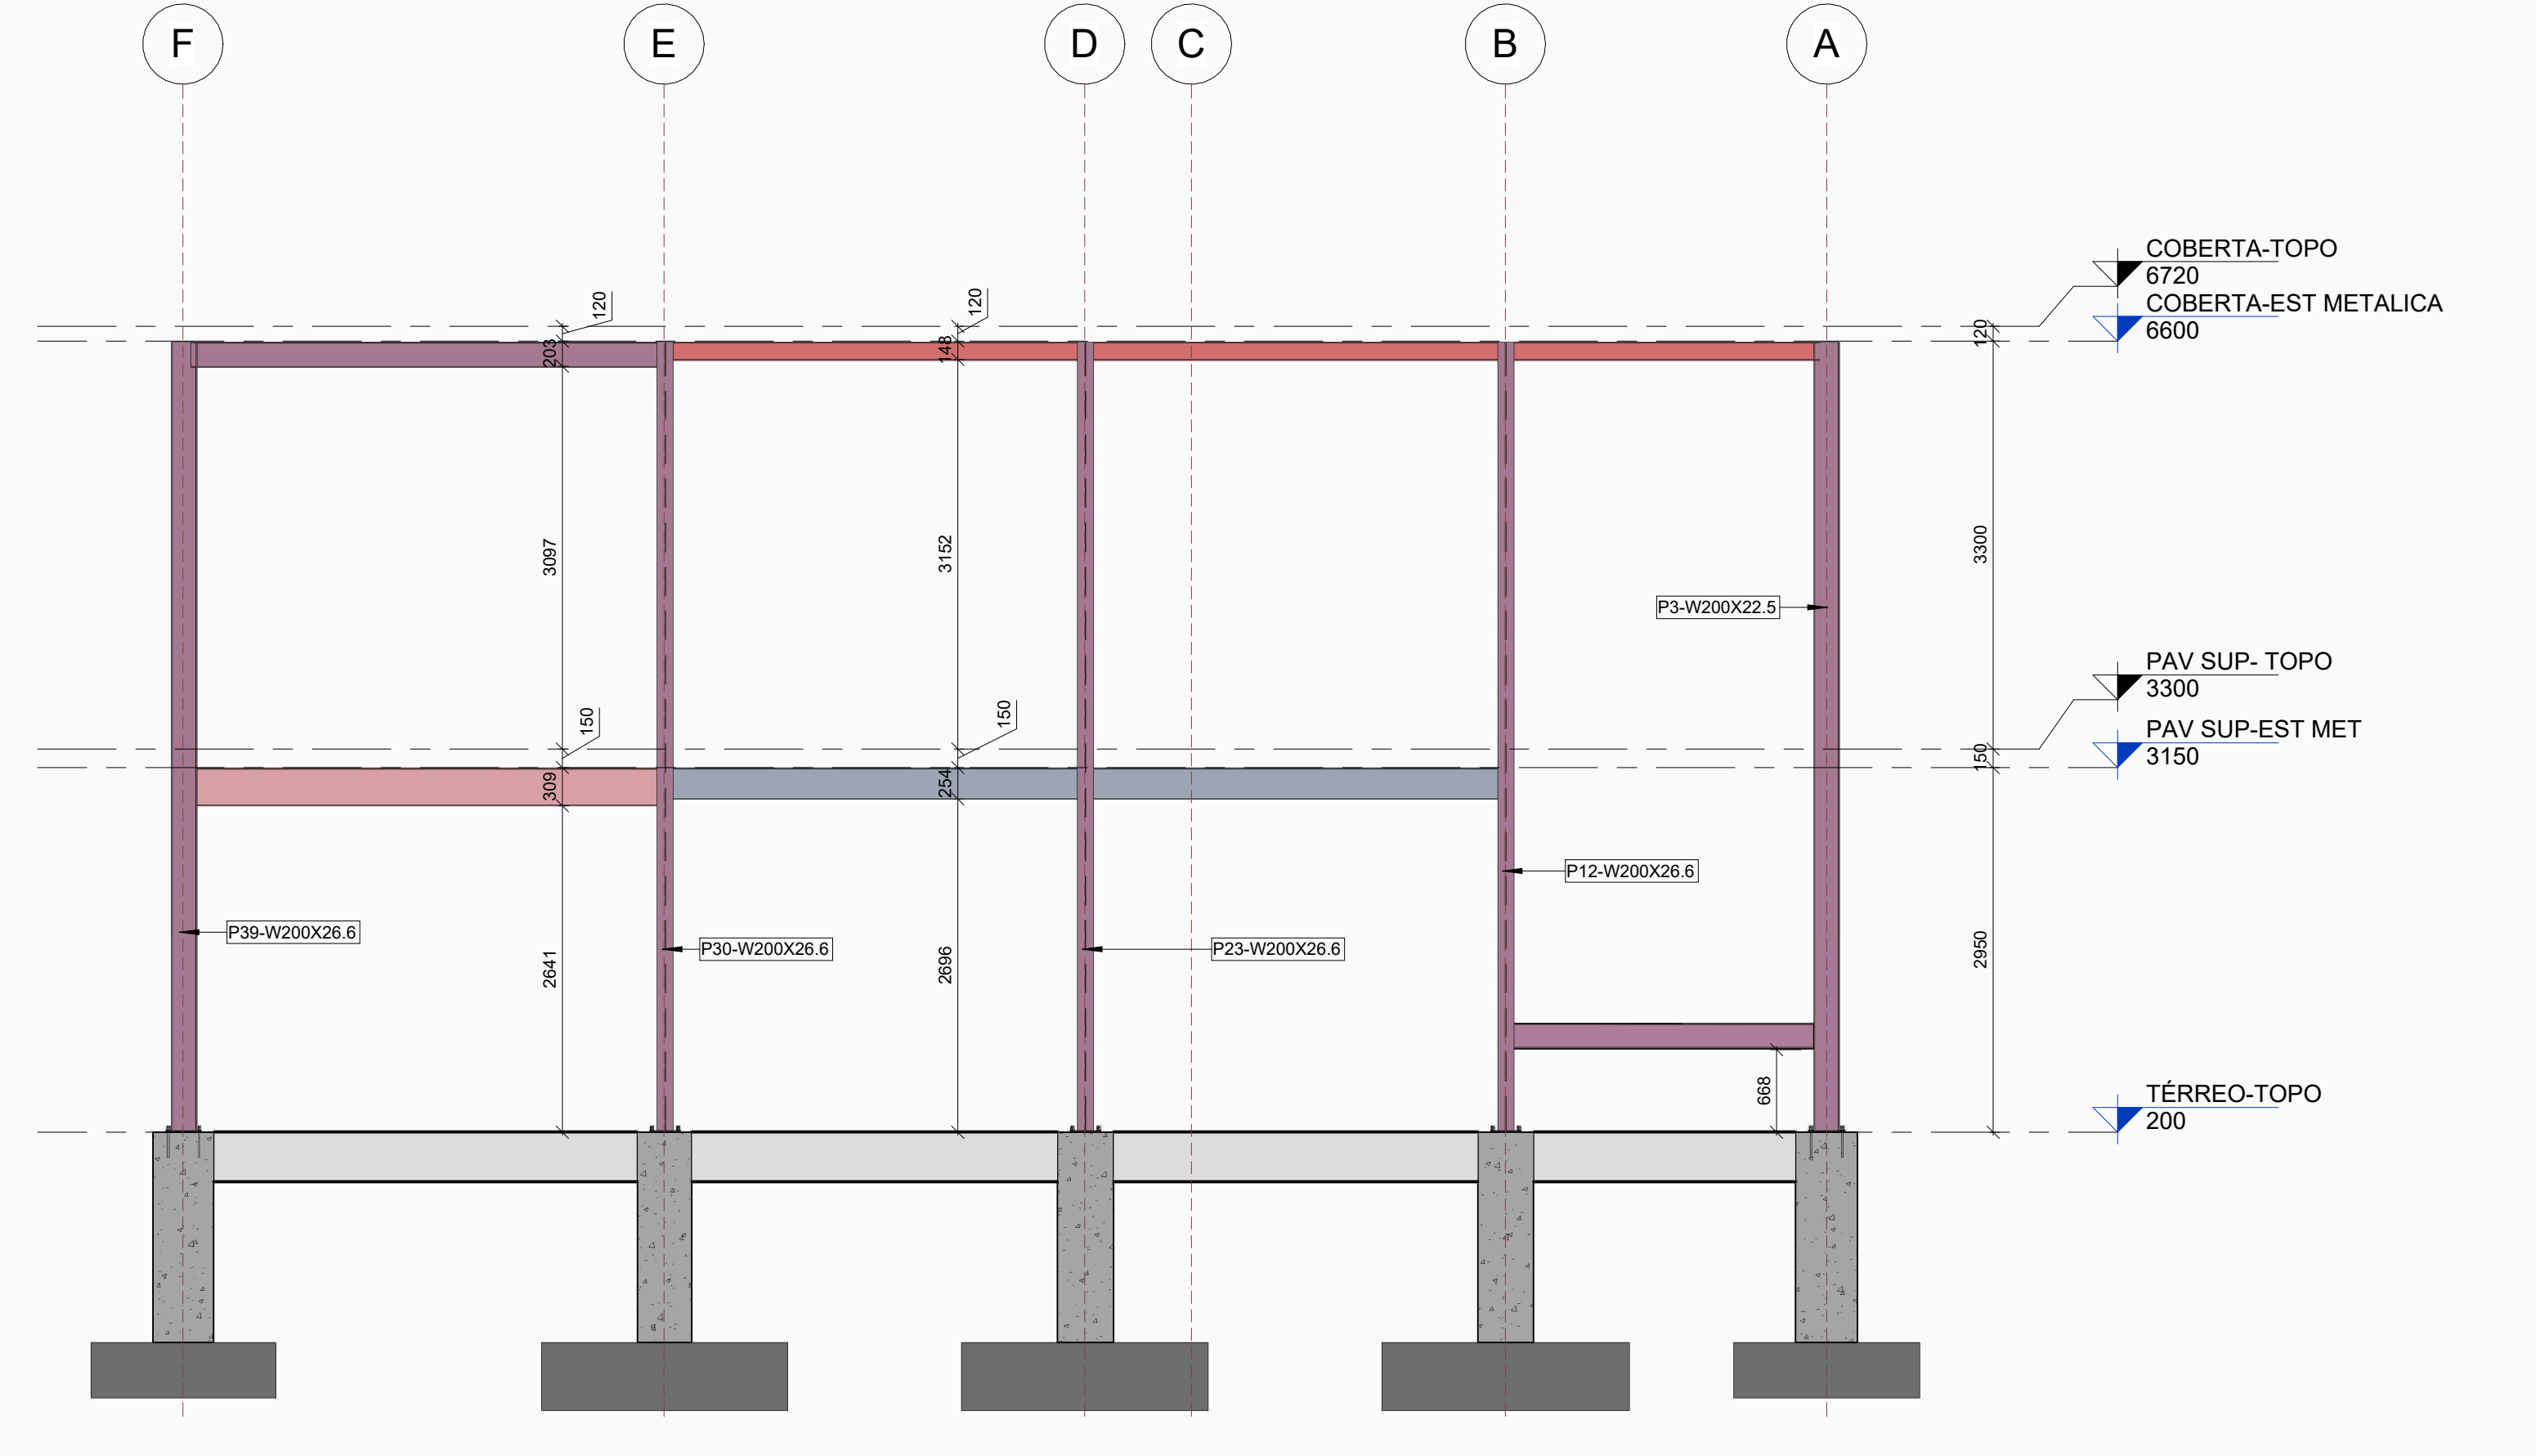 F
E
D
C
B
A
COBERTA-TOPO
6720
COBERTA-EST METALICA
6600
120
120
120
203
148
3097
3152
3300
P3-W200X22.5
PAV SUP- TOPO
3300
PAV SUP-EST MET
3150
150
150
150
309
254
P12-W200X26.6
P39-W200X26.6
P30-W200X26.6
P23-W200X26.6
2641
2696
2950
668
TÉRREO-TOPO
200